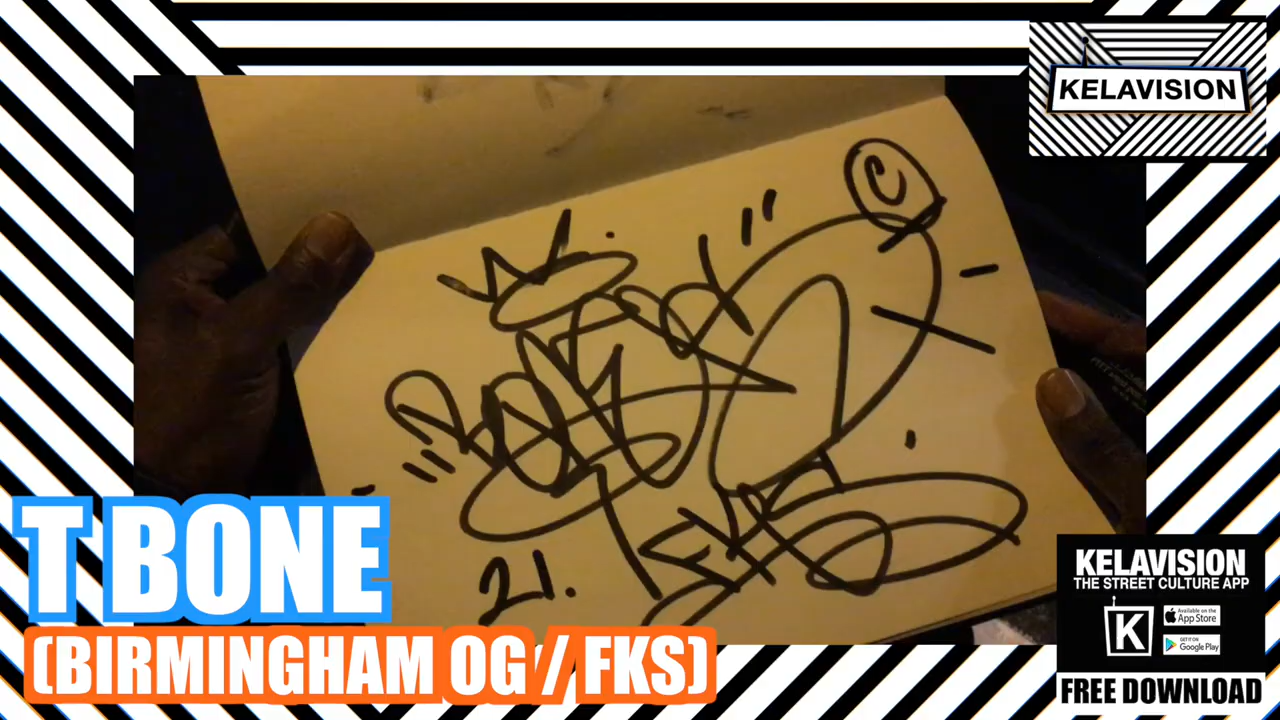 KELAVISION
©
21.
T BONE
(BIRMINGHAM OG / FKS)
KELAVISION
THE STREET CULTURE APP
K
Available on the
App Store
GET IT ON
Google Play
FREE DOWNLOAD